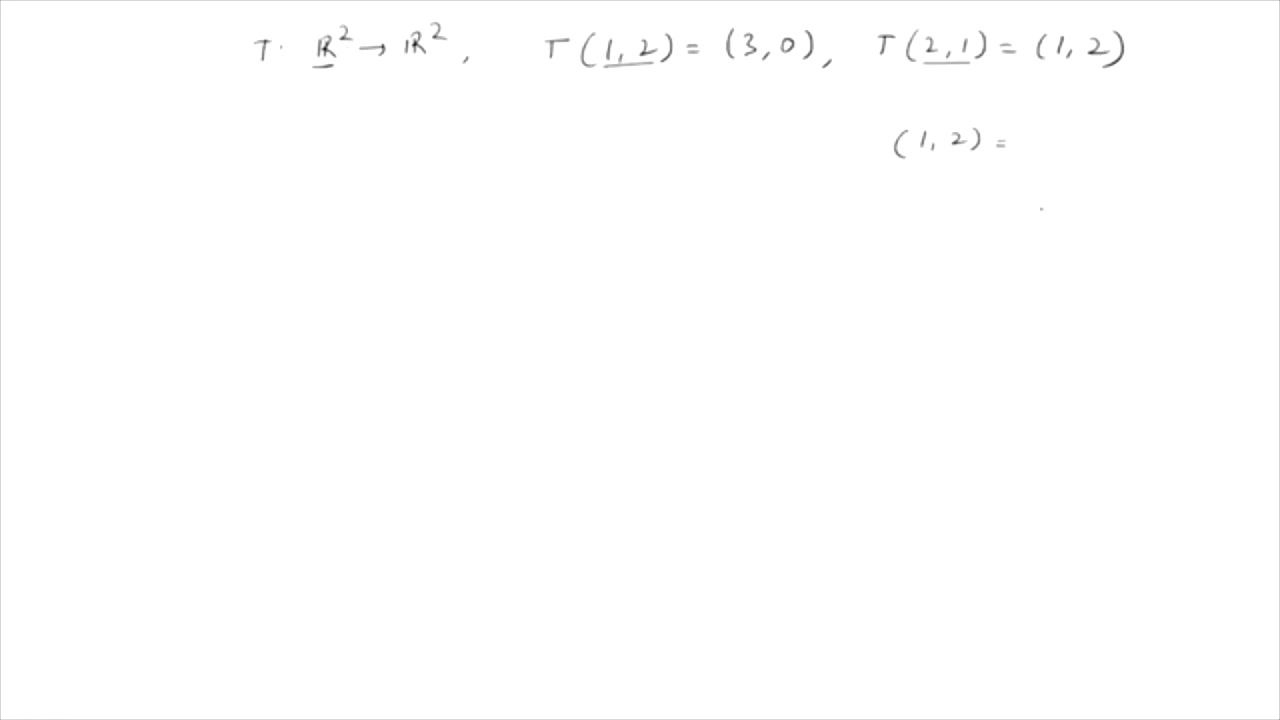 T: ℝ² → ℝ², T(1, 2) = (3, 0), T(2, 1) = (1, 2)
(1, 2) =